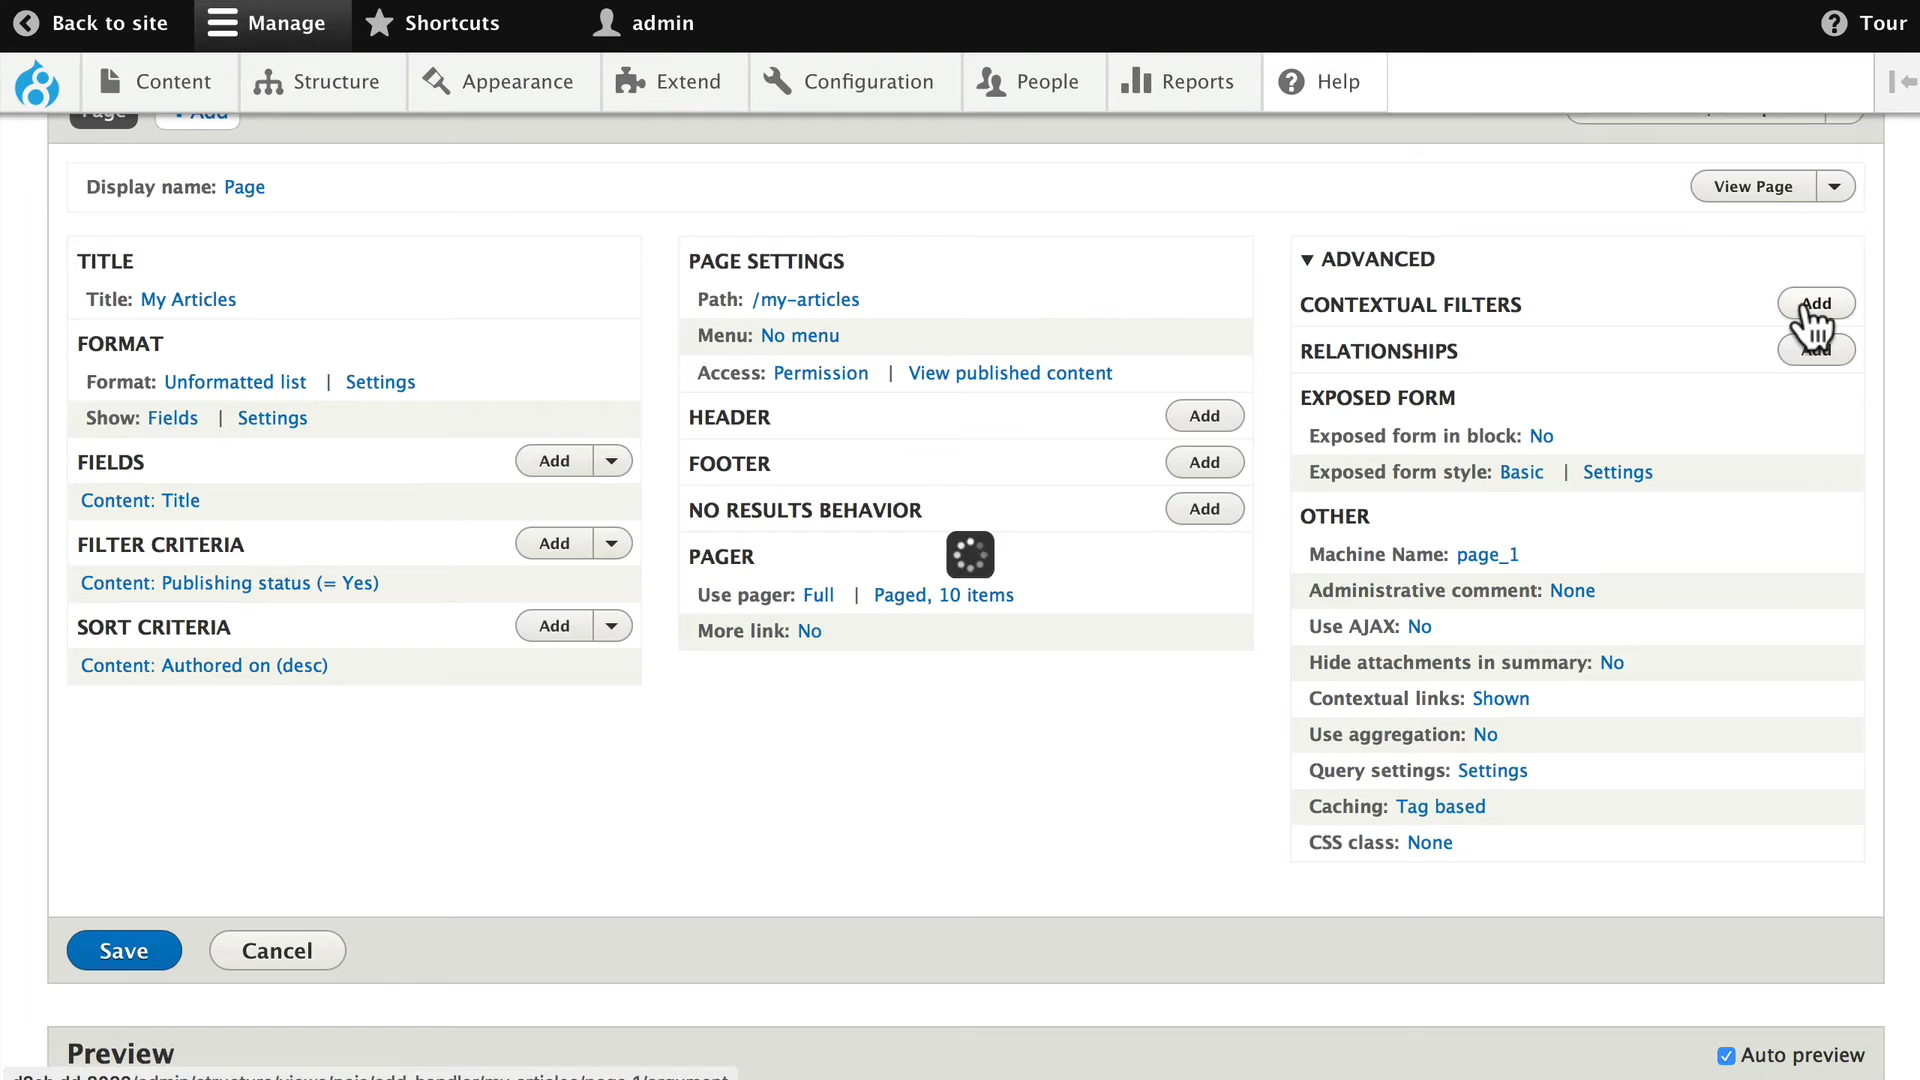 Back to site Manage Shortcuts admin Tour
Content Structure Appearance Extend Configuration People Reports Help
Page Add
Display name: Page View Page
TITLE
Title: My Articles
FORMAT
Format: Unformatted list | Settings
Show: Fields | Settings
FIELDS Add
Content: Title
FILTER CRITERIA Add
Content: Publishing status (= Yes)
SORT CRITERIA Add
Content: Authored on (desc)
PAGE SETTINGS
Path: /my-articles
Menu: No menu
Access: Permission | View published content
HEADER Add
FOOTER Add
NO RESULTS BEHAVIOR Add
PAGER
Use pager: Full | Paged, 10 items
More link: No
▼ ADVANCED
CONTEXTUAL FILTERS Add
RELATIONSHIPS Add
EXPOSED FORM
Exposed form in block: No
Exposed form style: Basic | Settings
OTHER
Machine Name: page_1
Administrative comment: None
Use AJAX: No
Hide attachments in summary: No
Contextual links: Shown
Use aggregation: No
Query settings: Settings
Caching: Tag based
CSS class: None
Save Cancel
Preview Auto preview